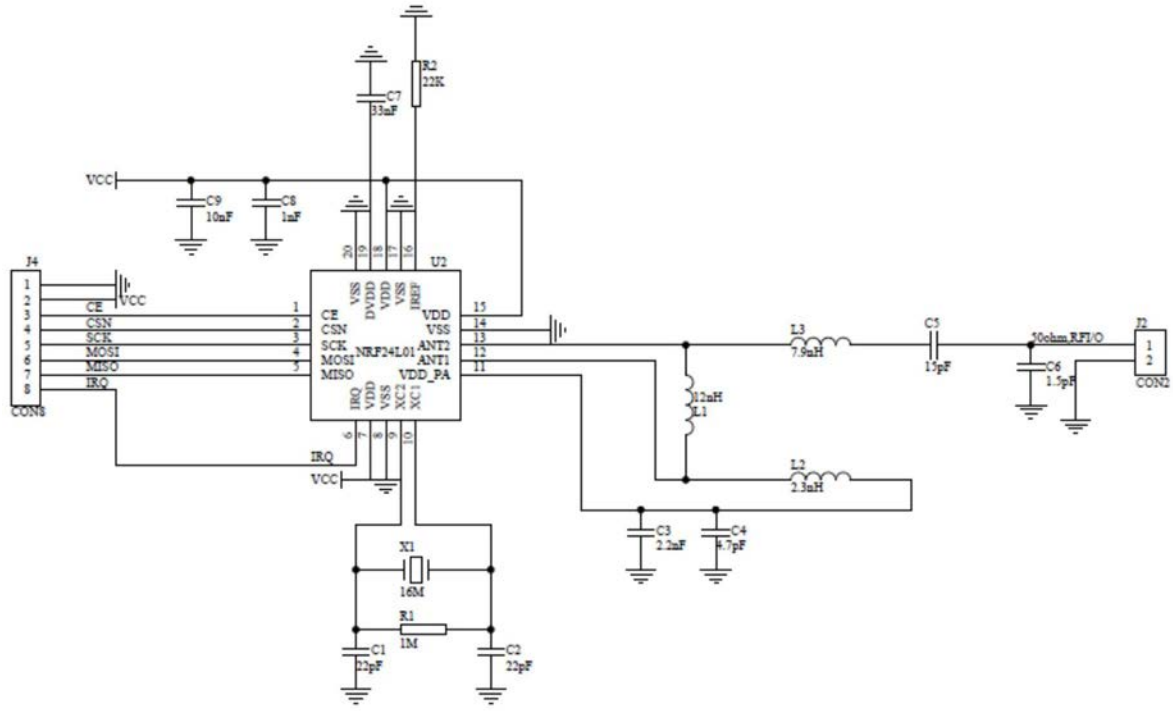 R2
22K
C7
33nF
VCC
C9
10nF
C8
1nF
20
19
18
17
16
J4
U2
1
2
3
4
5
6
7
8
CON8
VCC
CE
CSN
SCK
MOSI
MISO
IRQ
1
2
3
4
5
VSS
DVDD
VDD
VSS
IREF
CE
CSN
SCK
MOSI
MISO
NRF24L01
VDD
VSS
ANT2
ANT1
VDD_PA
15
14
13
12
11
IRQ
VDD
VSS
XC2
XC1
6
7
8
9
10
IRQ
VCC
L3
7.9nH
C5
15pF
50ohm,RFI/O
J2
1
2
CON2
C6
1.5pF
12nH
L1
L2
2.3nH
C3
2.2nF
C4
4.7pF
X1
16M
R1
1M
C1
22pF
C2
22pF